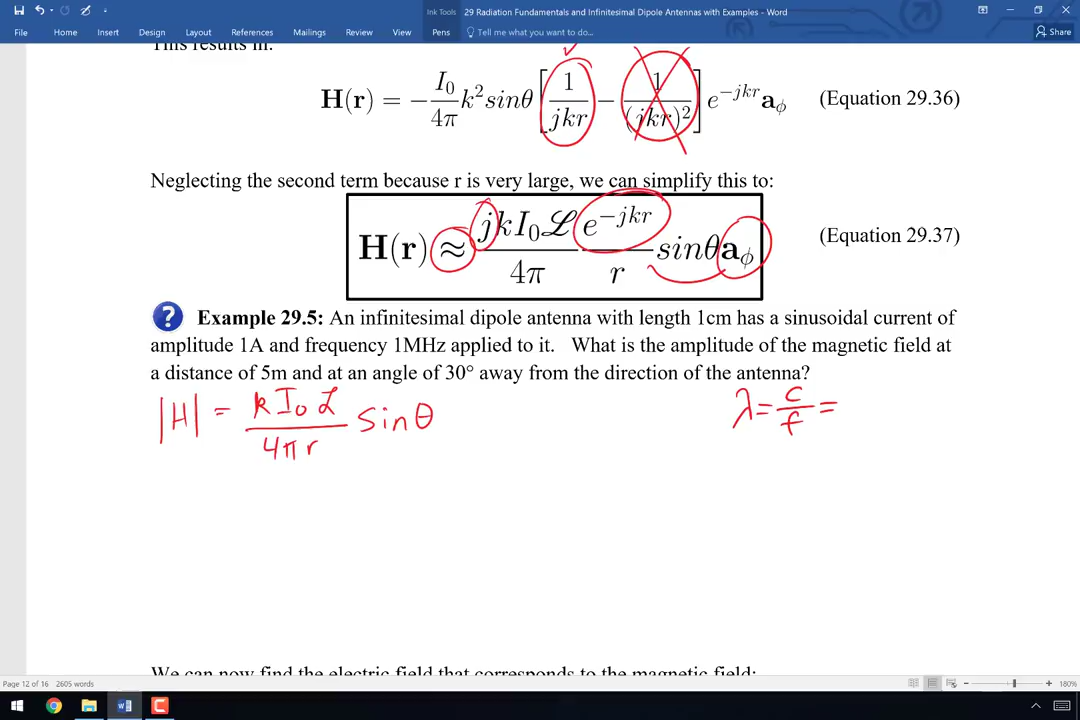 Ink Tools
29 Radiation Fundamentals and Infinitesimal Dipole Antennas with Examples - Word
File Home Insert Design Layout References Mailings Review View Pens Tell me what you want to do... Share
This results in:
H(r) = − I₀/4π k² sinθ [ 1/jkr − 1/(jkr)² ] e^−jkr a_ϕ (Equation 29.36)
Neglecting the second term because r is very large, we can simplify this to:
H(r) ≈ jkI₀ℒ/4π e^−jkr/r sinθ a_ϕ (Equation 29.37)
? Example 29.5: An infinitesimal dipole antenna with length 1cm has a sinusoidal current of
amplitude 1A and frequency 1MHz applied to it. What is the amplitude of the magnetic field at
a distance of 5m and at an angle of 30° away from the direction of the antenna?
|H| = k I₀ ℒ / 4πr sinθ λ = c/f =
We can now find the electric field that corresponds to the magnetic field:
Page 12 of 16 2605 words 180%